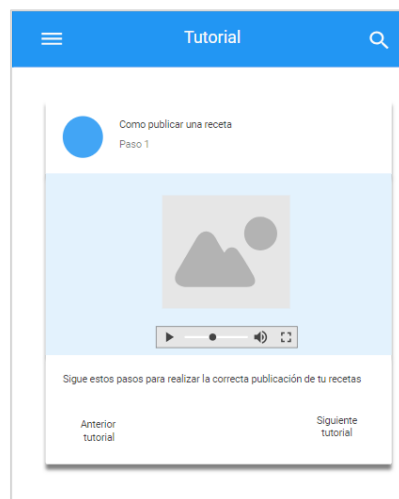 Tutorial
Como publicar una receta
Paso 1
Sigue estos pasos para realizar la correcta publicación de tu recetas
Anterior
tutorial
Siguiente
tutorial